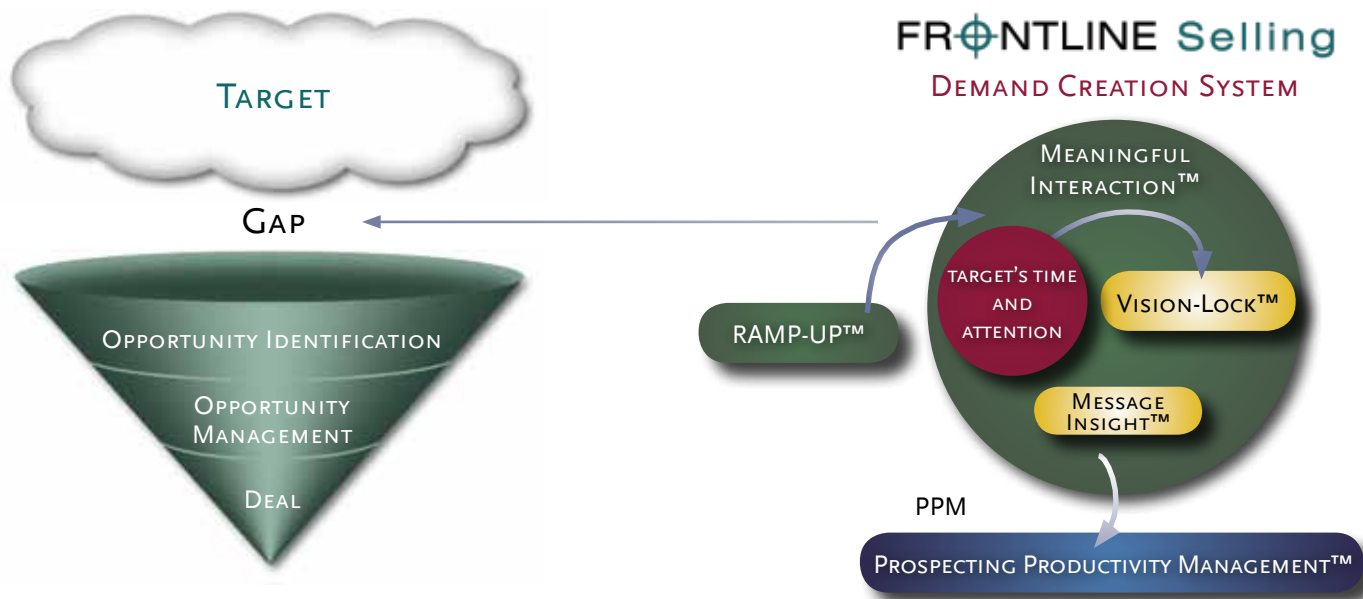 TARGET
GAP
OPPORTUNITY IDENTIFICATION
OPPORTUNITY
MANAGEMENT
DEAL
FRONTLINE Selling
DEMAND CREATION SYSTEM
MEANINGFUL
INTERACTION™
TARGET'S TIME
AND
ATTENTION
VISION-LOCK™
RAMP-UP™
MESSAGE
INSIGHT™
PPM
PROSPECTING PRODUCTIVITY MANAGEMENT™